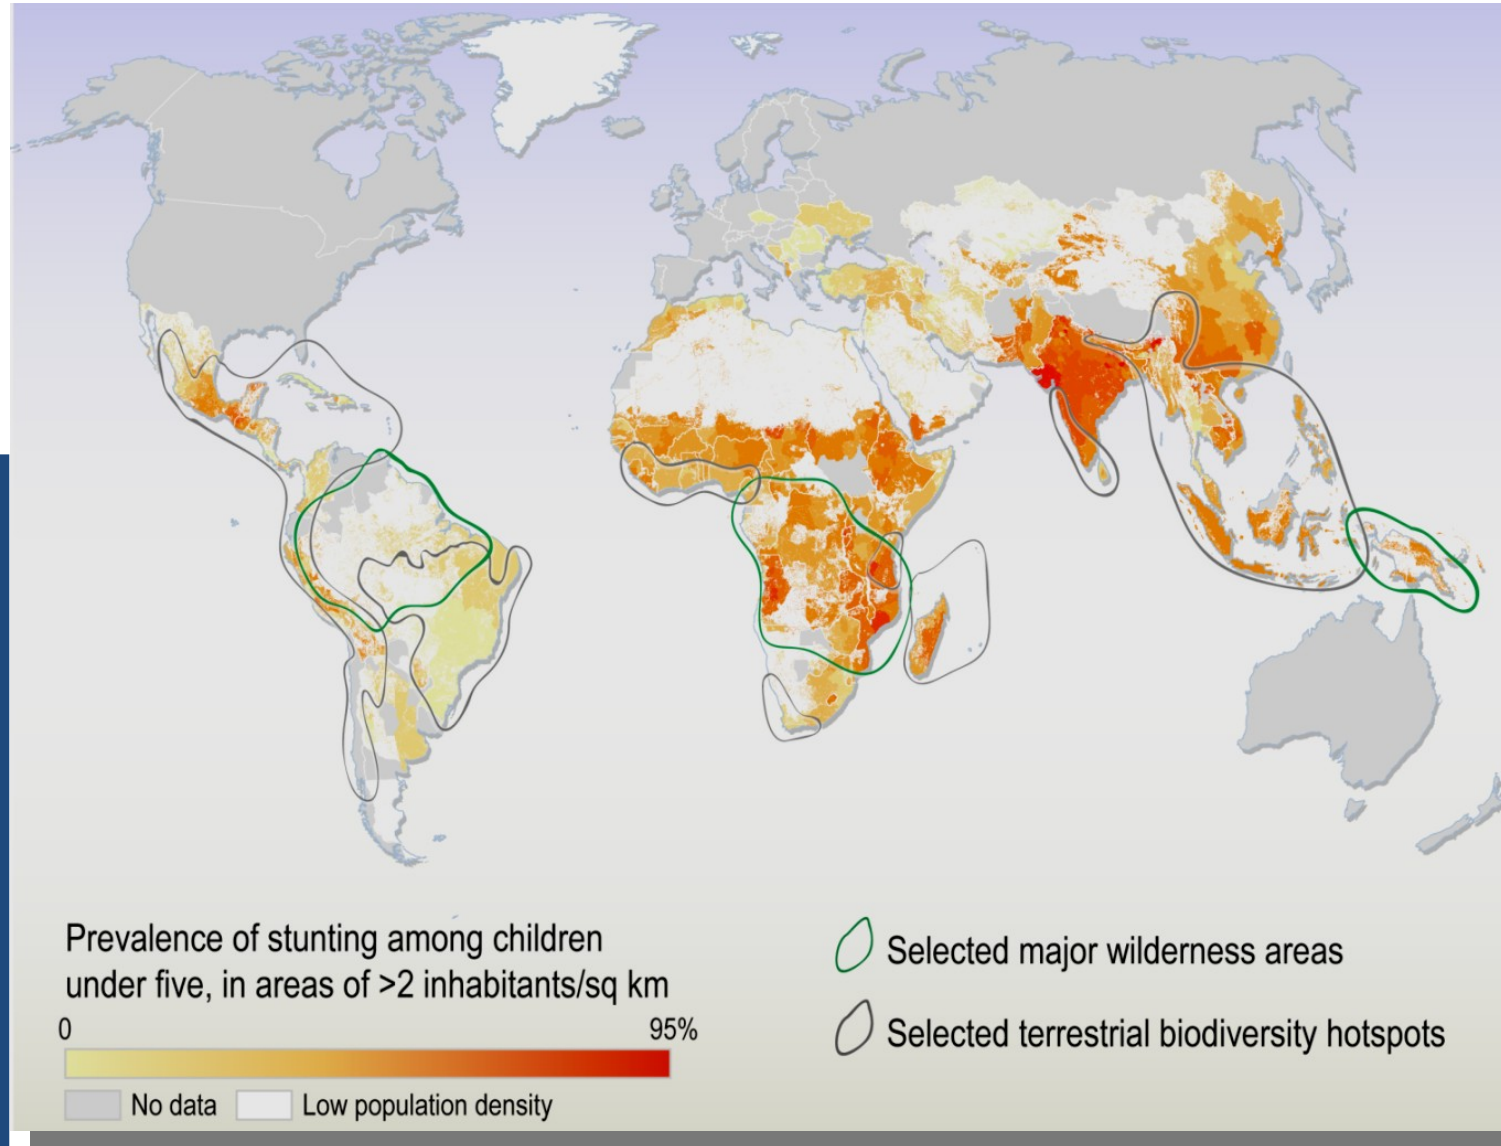 Prevalence of stunting among children
under five, in areas of >2 inhabitants/sq km
0
95%
No data
Low population density
Selected major wilderness areas
Selected terrestrial biodiversity hotspots